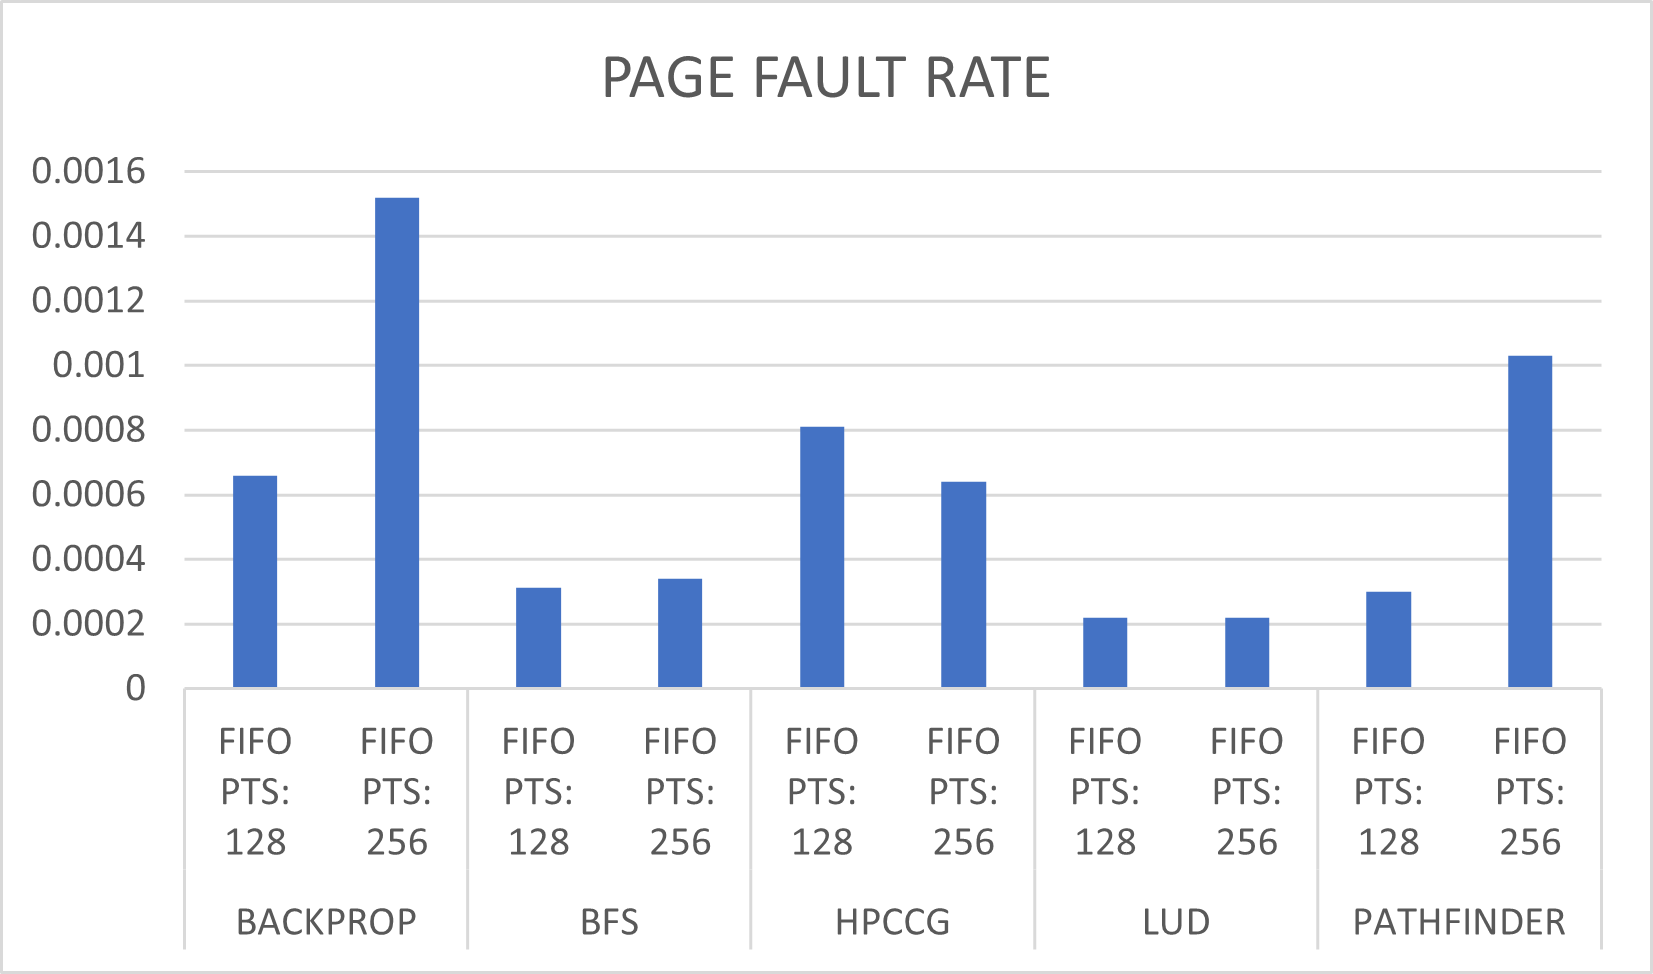 PAGE FAULT RATE
0.0016
0.0014
0.0012
0.001
0.0008
0.0006
0.0004
0.0002
0
FIFO PTS: 128
FIFO PTS: 256
FIFO PTS: 128
FIFO PTS: 256
FIFO PTS: 128
FIFO PTS: 256
FIFO PTS: 128
FIFO PTS: 256
FIFO PTS: 128
FIFO PTS: 256
BACKPROP
BFS
HPCCG
LUD
PATHFINDER